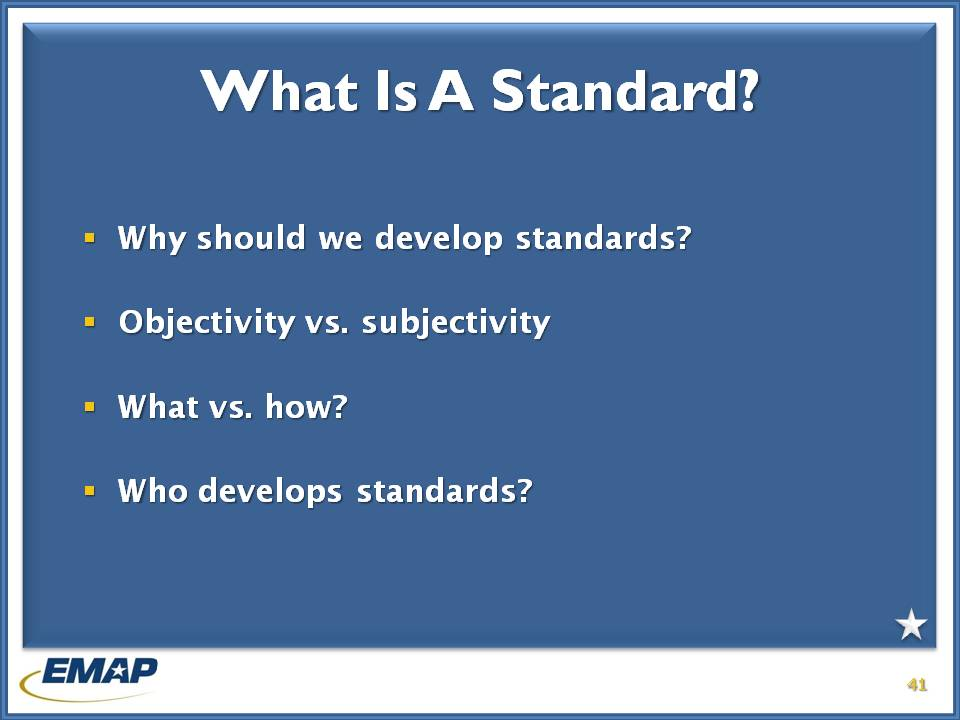 What Is A Standard?
Why should we develop standards?
Objectivity vs. subjectivity
What vs. how?
Who develops standards?
EMAP
41